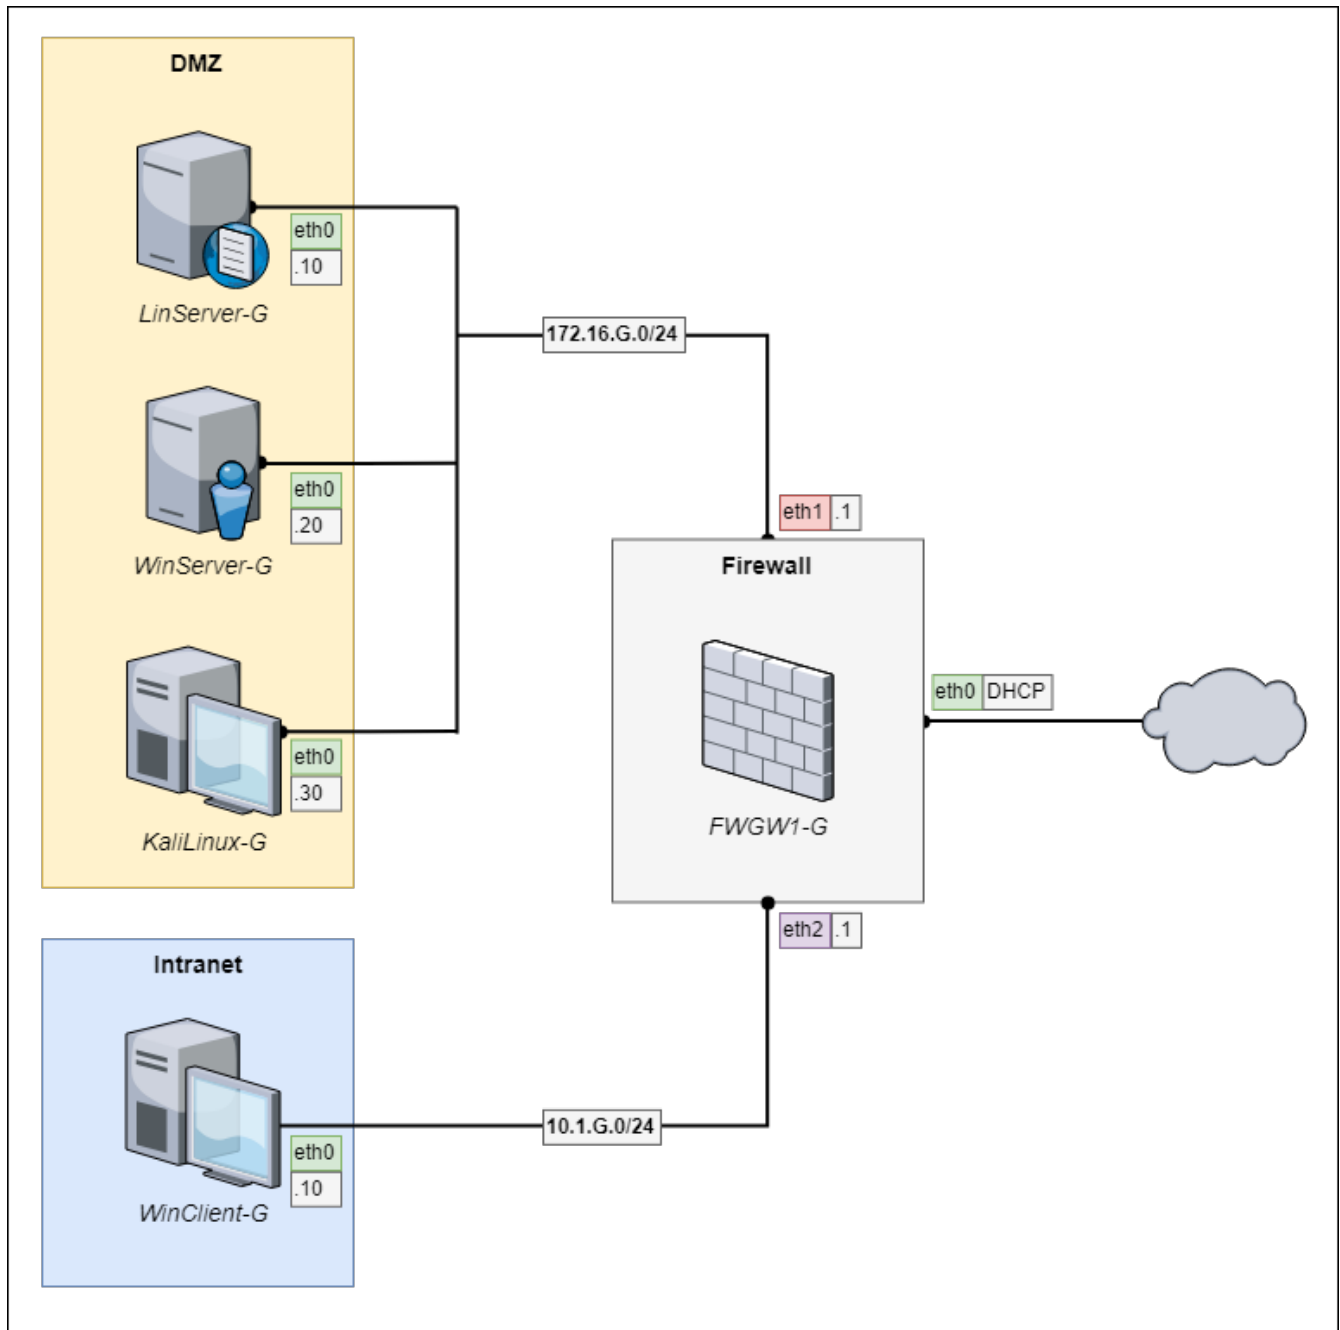 DMZ
eth0
.10
LinServer-G
172.16.G.0/24
eth0
.20
WinServer-G
eth1 .1
Firewall
eth0 DHCP
eth0
.30
KaliLinux-G
FWGW1-G
eth2 .1
Intranet
10.1.G.0/24
eth0
.10
WinClient-G